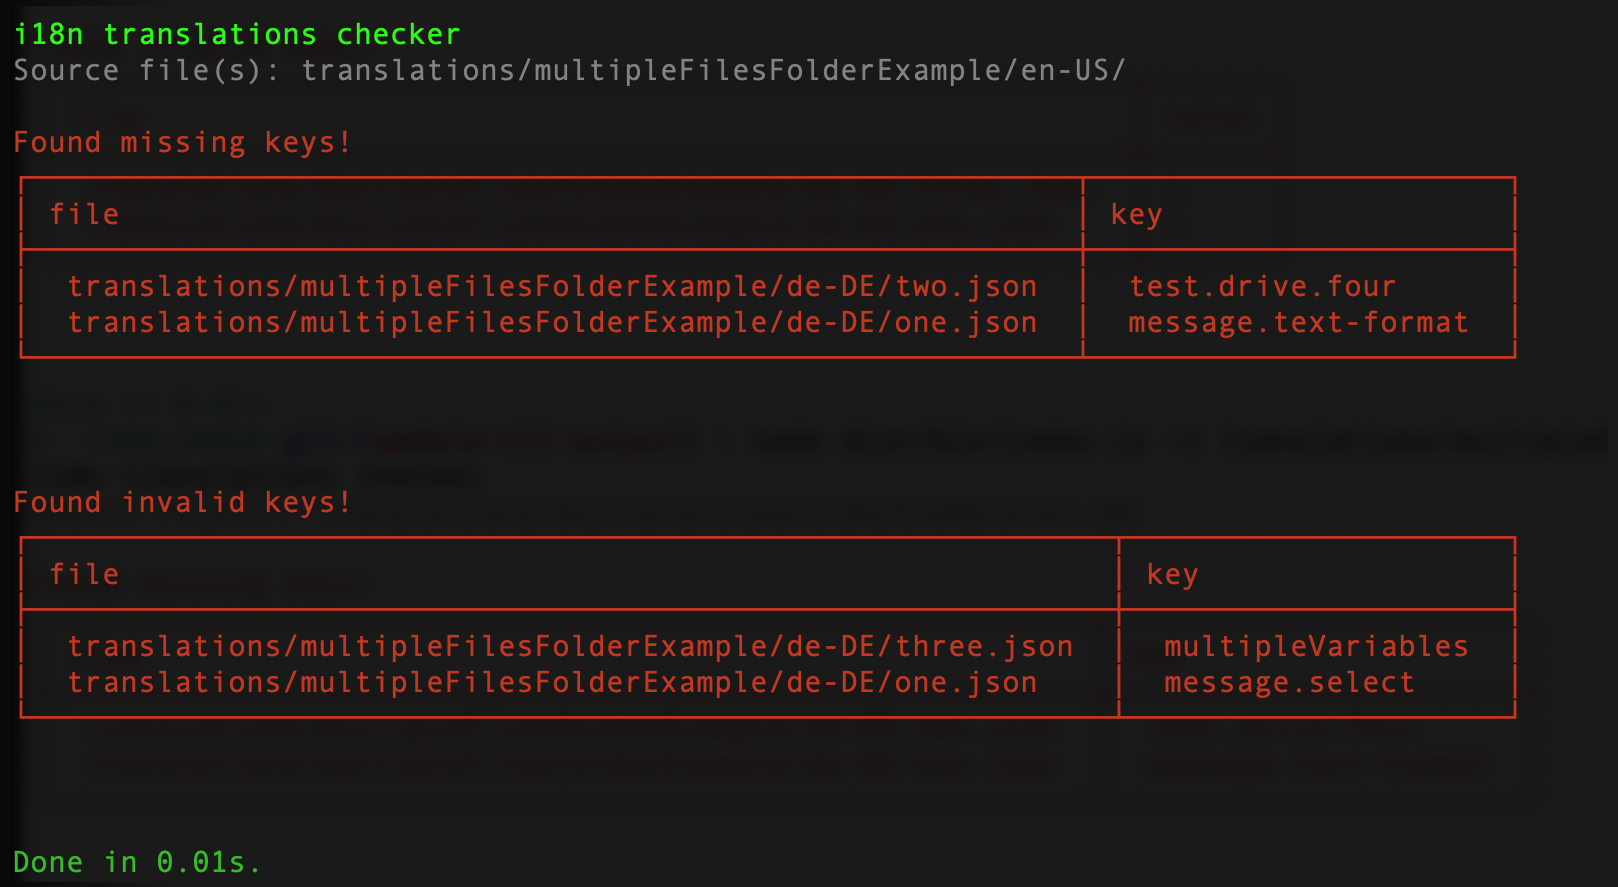 i18n translations checker
Source file(s): translations/multipleFilesFolderExample/en-US/
Found missing keys!
file key
translations/multipleFilesFolderExample/de-DE/two.json test.drive.four
translations/multipleFilesFolderExample/de-DE/one.json message.text-format
Found invalid keys!
file key
translations/multipleFilesFolderExample/de-DE/three.json multipleVariables
translations/multipleFilesFolderExample/de-DE/one.json message.select
Done in 0.01s.